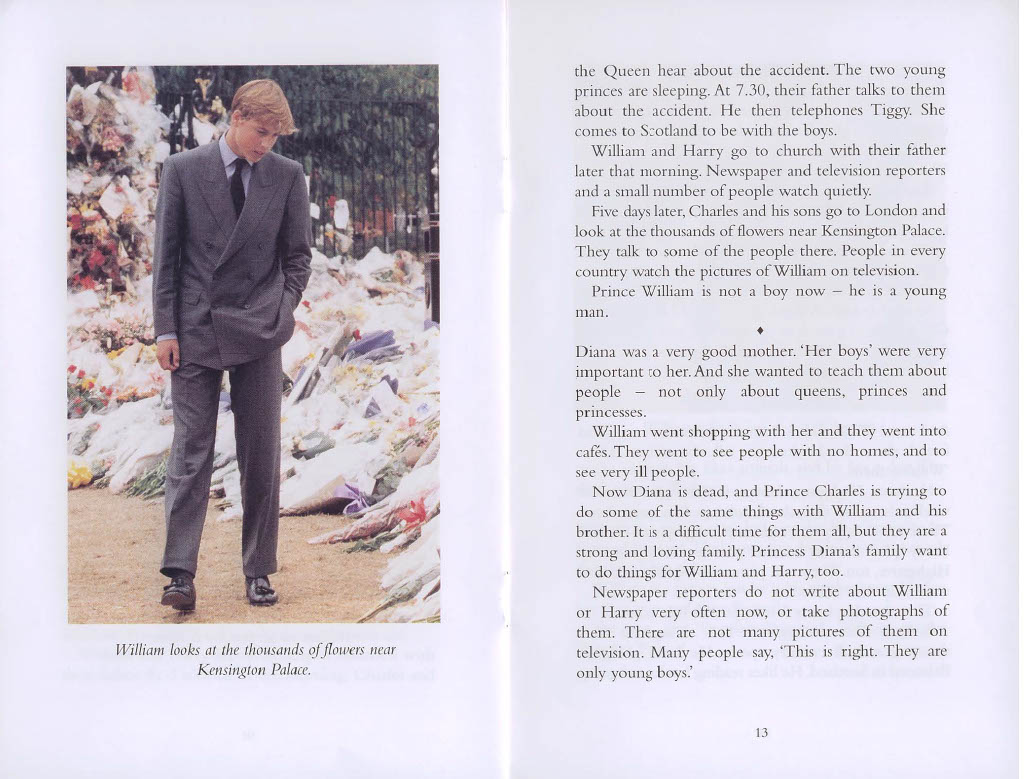 William looks at the thousands of flowers near
Kensington Palace.
the Queen hear about the accident. The two young
princes are sleeping. At 7.30, their father talks to them
about the accident. He then telephones Tiggy. She
comes to Scotland to be with the boys.
William and Harry go to church with their father
later that morning. Newspaper and television reporters
and a small number of people watch quietly.
Five days later, Charles and his sons go to London and
look at the thousands of flowers near Kensington Palace.
They talk to some of the people there. People in every
country watch the pictures of William on television.
Prince William is not a boy now – he is a young
man.
♦
Diana was a very good mother. ‘Her boys’ were very
important to her. And she wanted to teach them about
people – not only about queens, princes and
princesses.
William went shopping with her and they went into
cafés. They went to see people with no homes, and to
see very ill people.
Now Diana is dead, and Prince Charles is trying to
do some of the same things with William and his
brother. It is a difficult time for them all, but they are a
strong and loving family. Princess Diana’s family want
to do things for William and Harry, too.
Newspaper reporters do not write about William
or Harry very often now, or take photographs of
them. There are not many pictures of them on
television. Many people say, ‘This is right. They are
only young boys.’
13